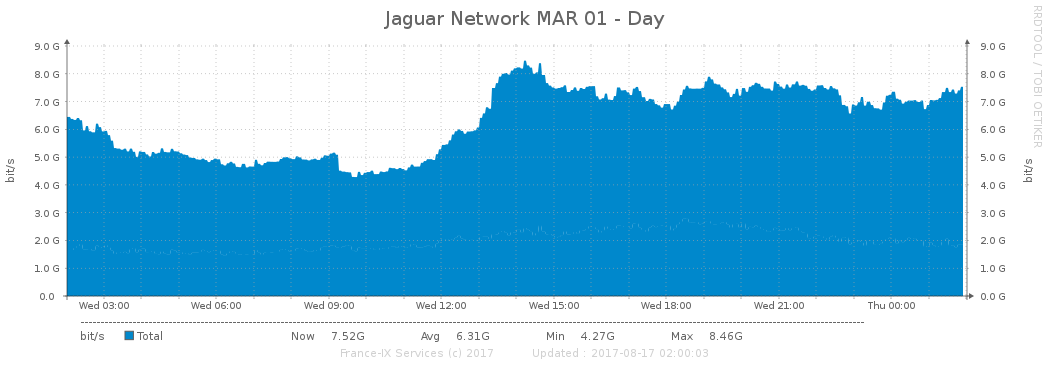 Jaguar Network MAR 01 - Day
RRDTOOL / TOBI OETIKER
bit/s
9.0 G 9.0 G
8.0 G 8.0 G
7.0 G 7.0 G
6.0 G 6.0 G
5.0 G 5.0 G
4.0 G 4.0 G
3.0 G 3.0 G
2.0 G 2.0 G
1.0 G 1.0 G
0.0 0.0 G
bit/s
Wed 03:00 Wed 06:00 Wed 09:00 Wed 12:00 Wed 15:00 Wed 18:00 Wed 21:00 Thu 00:00
bit/s Total Now 7.52G Avg 6.31G Min 4.27G Max 8.46G
France-IX Services (c) 2017 Updated : 2017-08-17 02:00:03